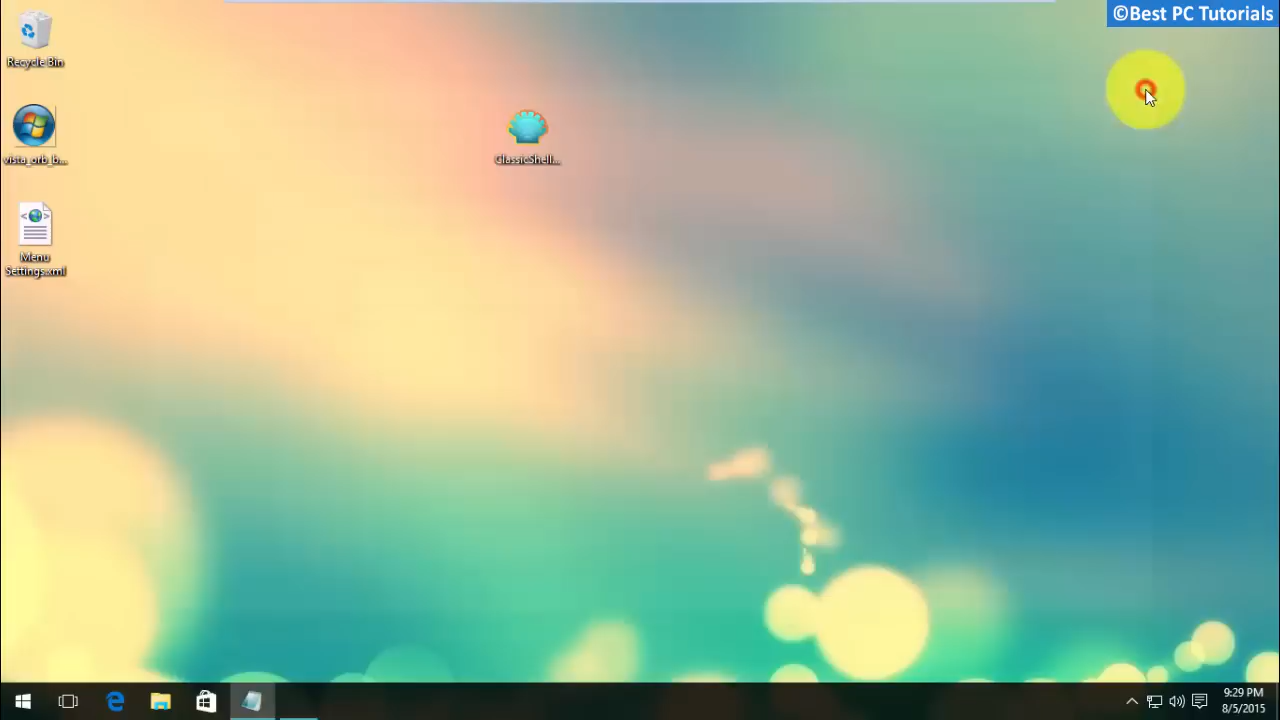 ©Best PC Tutorials
Recycle Bin
vista_orb_b...
Menu
Settings.xml
ClassicShell...
9:29 PM
8/5/2015